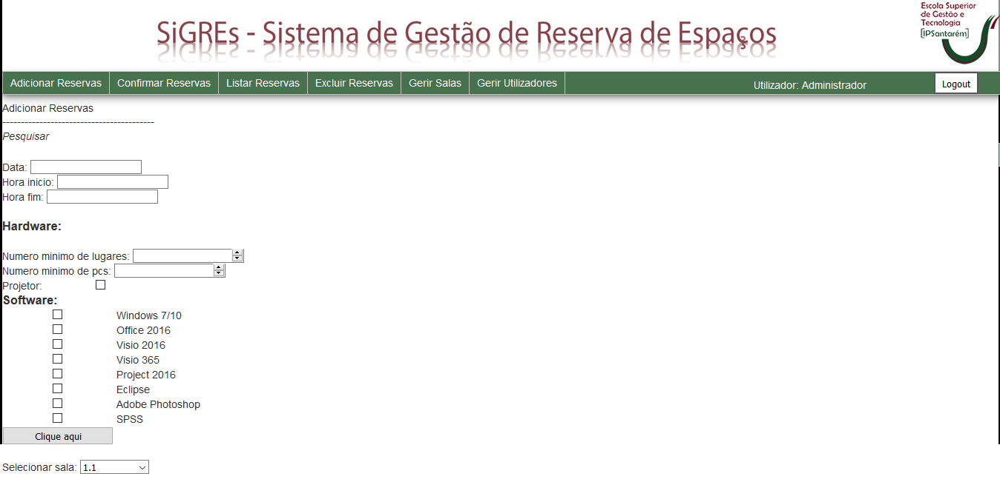 Escola Superior
de Gestão e
Tecnologia
[IPSantarém]
SiGREs - Sistema de Gestão de Reserva de Espaços
Adicionar Reservas Confirmar Reservas Listar Reservas Excluir Reservas Gerir Salas Gerir Utilizadores Utilizador: Administrador Logout
Adicionar Reservas
-----------------------------------------
Pesquisar
Data:
Hora inicio:
Hora fim:
Hardware:
Numero minimo de lugares:
Numero minimo de pcs:
Projetor:
Software:
Windows 7/10
Office 2016
Visio 2016
Visio 365
Project 2016
Eclipse
Adobe Photoshop
SPSS
Clique aqui
Selecionar sala: 1.1